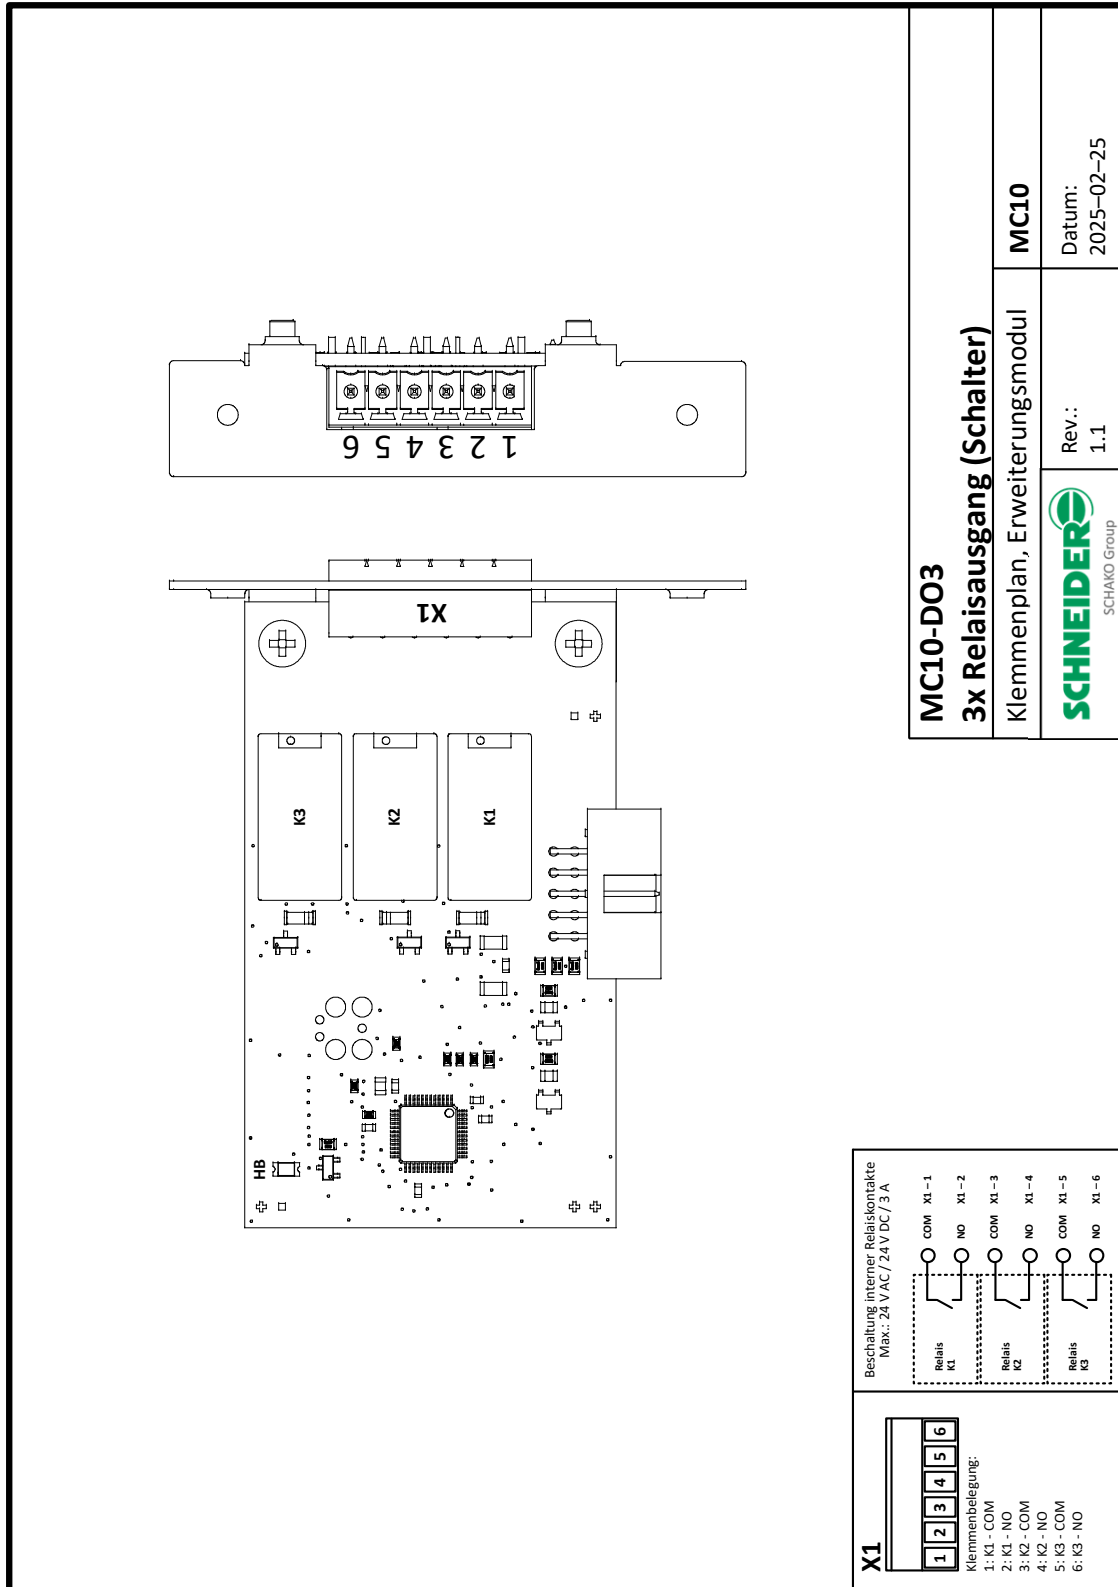 6 5 4 3 2 1
X1
K3
K2
K1
HB
MC10-DO3
3x Relaisausgang (Schalter)
Klemmenplan, Erweiterungsmodul
MC10
SCHNEIDER
SCHAKO Group
Rev.:
1.1
Datum:
2025–02–25
X1
1 2 3 4 5 6
Klemmenbelegung:
1: K1 - COM
2: K1 - NO
3: K2 - COM
4: K2 - NO
5: K3 - COM
6: K3 - NO
Beschaltung interner Relaiskontakte
Max.: 24 V AC / 24 V DC / 3 A
Relais
K1
COM X1 – 1
NO X1 – 2
Relais
K2
COM X1 – 3
NO X1 – 4
Relais
K3
COM X1 – 5
NO X1 – 6